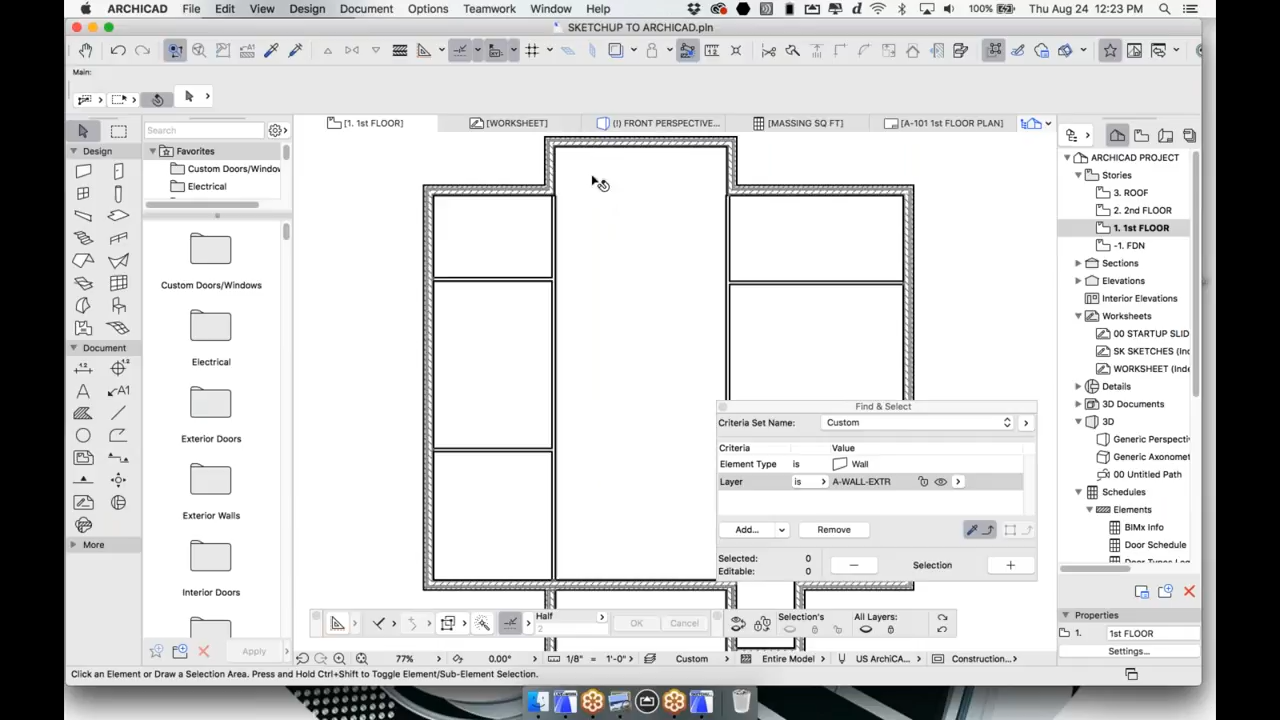 ArchiCAD File Edit View Design Document Options Teamwork Window Help 100% Thu Aug 24 12:23 PM
SKETCHUP TO ARCHICAD.pln
Main:
[1. 1st FLOOR] [WORKSHEET] (!) FRONT PERSPECTIVE... [MASSING SQ FT] [A-101 1st FLOOR PLAN]
Search
Design
Favorites
Custom Doors/Window
Electrical
Custom Doors/Windows
Electrical
Exterior Doors
Exterior Walls
Interior Doors
Document
More
Apply
ARCHICAD PROJECT
Stories
3. ROOF
2. 2nd FLOOR
1. 1st FLOOR
-1. FDN
Sections
Elevations
Interior Elevations
Worksheets
00 STARTUP SLID
SK SKETCHES (Inc
WORKSHEET (Inde
Details
3D Documents
3D
Generic Perspectiv
Generic Axonomet
00 Untitled Path
Schedules
Elements
BIMx Info
Door Schedule
Properties
1. 1st FLOOR
Settings...
Find & Select
Criteria Set Name: Custom
Criteria Value
Element Type is Wall
Layer is A-WALL-EXTR
Add... Remove
Selected: 0
Editable: 0
Selection
Half
2
OK Cancel
Selection's All Layers:
77% 0.00° 1/8" = 1'-0" Custom Entire Model US ArchiCA... Construction...
Click an Element or Draw a Selection Area. Press and Hold Ctrl+Shift to Toggle Element/Sub-Element Selection.